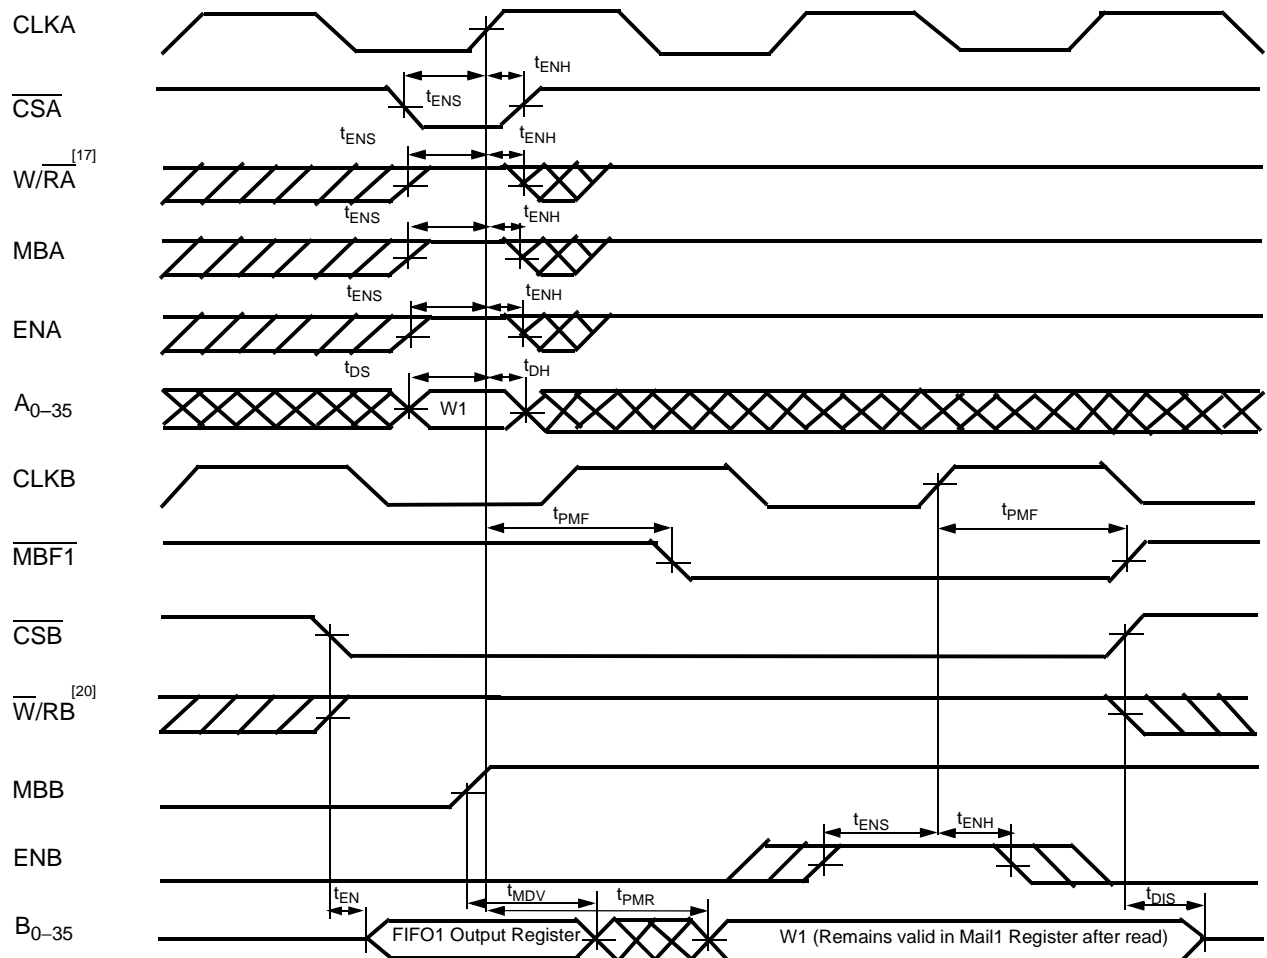 CLKA
tENH
CSA
tENS
tENS
tENH
W/RA[17]
tENS
tENH
MBA
tENS
tENH
ENA
tDS
tDH
A0–35
W1
CLKB
tPMF
tPMF
MBF1
CSB
W/RB[20]
MBB
tENS
tENH
ENB
tEN
tMDV
tPMR
tDIS
B0–35
FIFO1 Output Register
W1 (Remains valid in Mail1 Register after read)